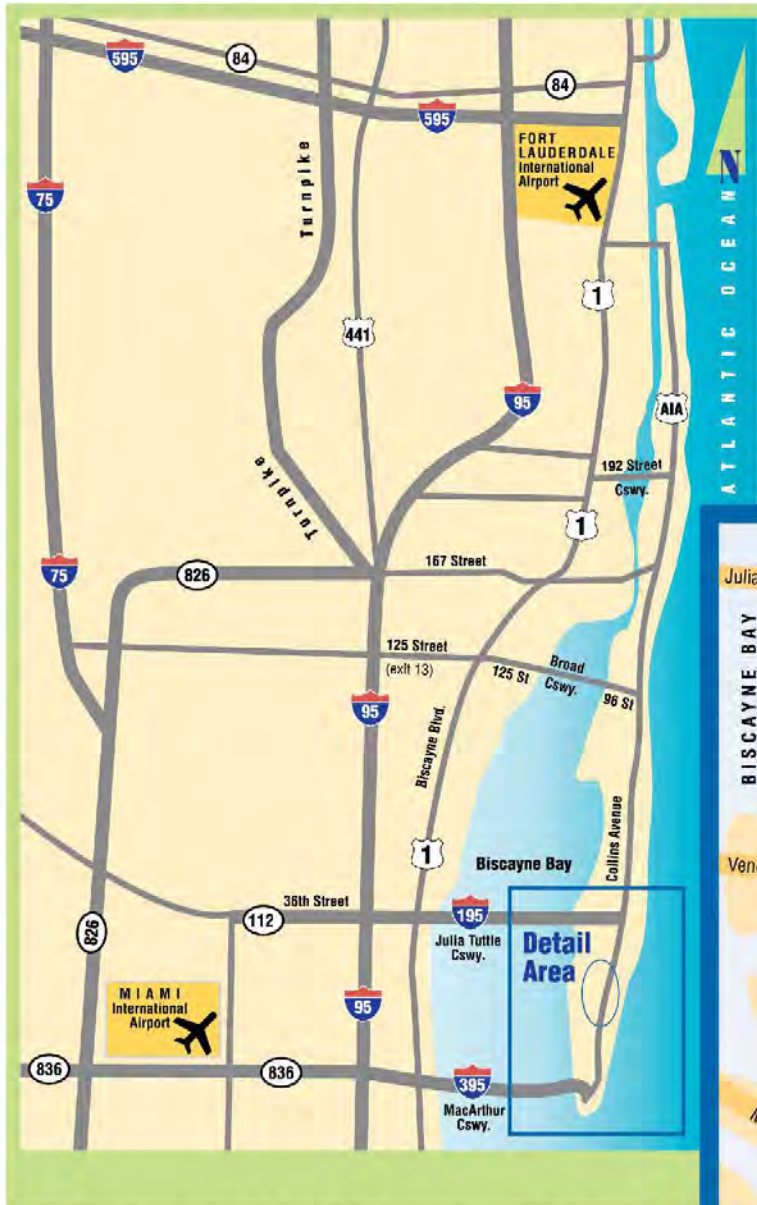 595
84
84
595
FORT
LAUDERDALE
International
Airport
N
75
Turnpike
ATLANTIC OCEAN
1
441
95
A1A
192 Street
Cswy.
Turnpike
1
75
826
167 Street
Julia
125 Street
(exit 13)
125 St
Broad
Cswy.
96 St
BISCAYNE BAY
95
Biscayne Blvd.
Collins Avenue
1
Biscayne Bay
36th Street
112
195
Julia Tuttle
Cswy.
Detail
Area
826
MIAMI
International
Airport
95
836
836
395
MacArthur
Cswy.